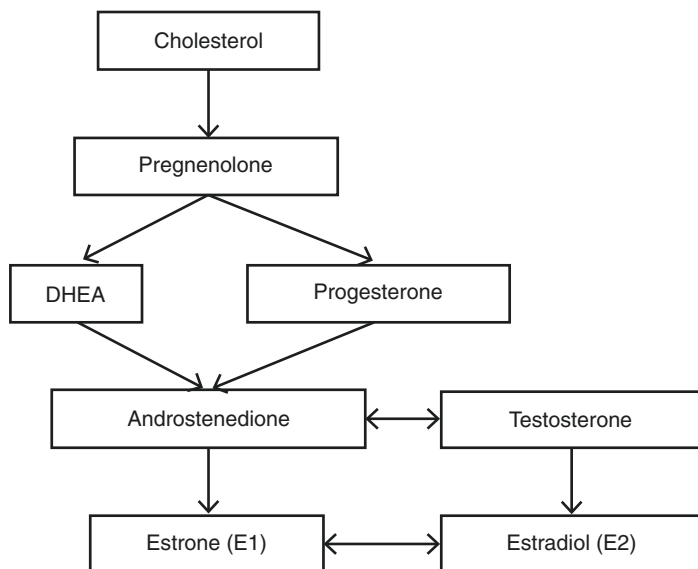 Cholesterol
Pregnenolone
DHEA
Progesterone
Androstenedione
Testosterone
Estrone (E1)
Estradiol (E2)